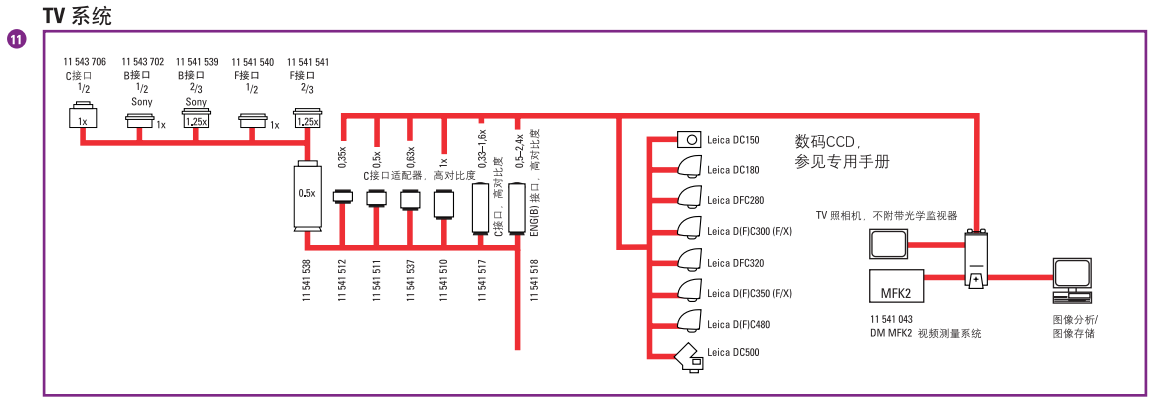 TV 系统
11
11 543 706
C接口
1/2
1x
11 543 702
B接口
1/2
Sony
1x
11 541 539
B接口
2/3
Sony
1.25x
11 541 540
F接口
1/2
1x
11 541 541
F接口
2/3
1.25x
0.5x
11 541 538
0,35x
0,5x
0,63x
1x
C接口适配器，高对比度
0,33–1,6x
C接口，高对比度
0,5–2,4x
ENG(B) 接口，高对比度
11 541 512
11 541 511
11 541 537
11 541 510
11 541 517
11 541 518
Leica DC150
Leica DC180
Leica DFC280
Leica D(F)C300 (F/X)
Leica DFC320
Leica D(F)C350 (F/X)
Leica D(F)C480
Leica DC500
数码CCD，
参见专用手册
TV 照相机，不附带光学监视器
MFK2
11 541 043
DM MFK2 视频测量系统
图像分析/
图像存储